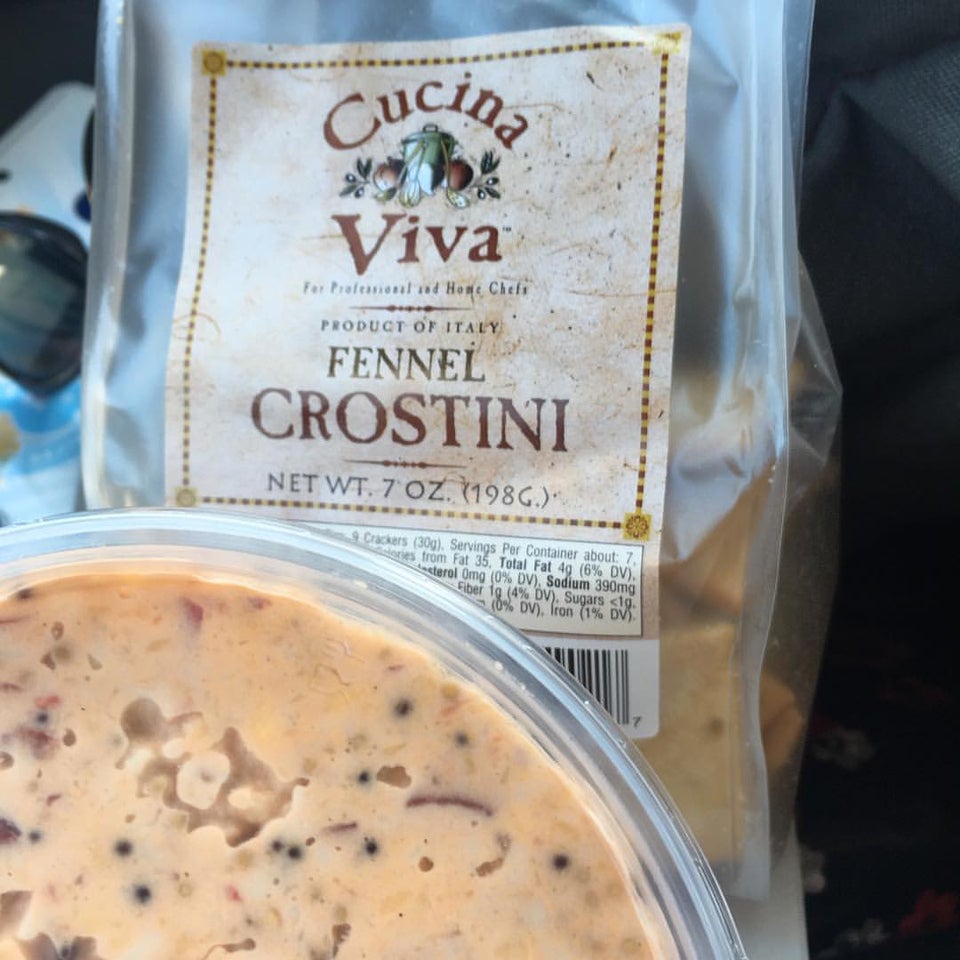 Cucina
Viva™
For Professional and Home Chefs
PRODUCT OF ITALY
FENNEL
CROSTINI
NET WT. 7 OZ. (198G.)
9 Crackers (30g), Servings Per Container about: 7,
Calories from Fat 35, Total Fat 4g (6% DV),
0mg (0% DV), Sodium 390mg
Fiber 1g (4% DV), Sugars <1g,
(0% DV), Iron (1% DV).
7